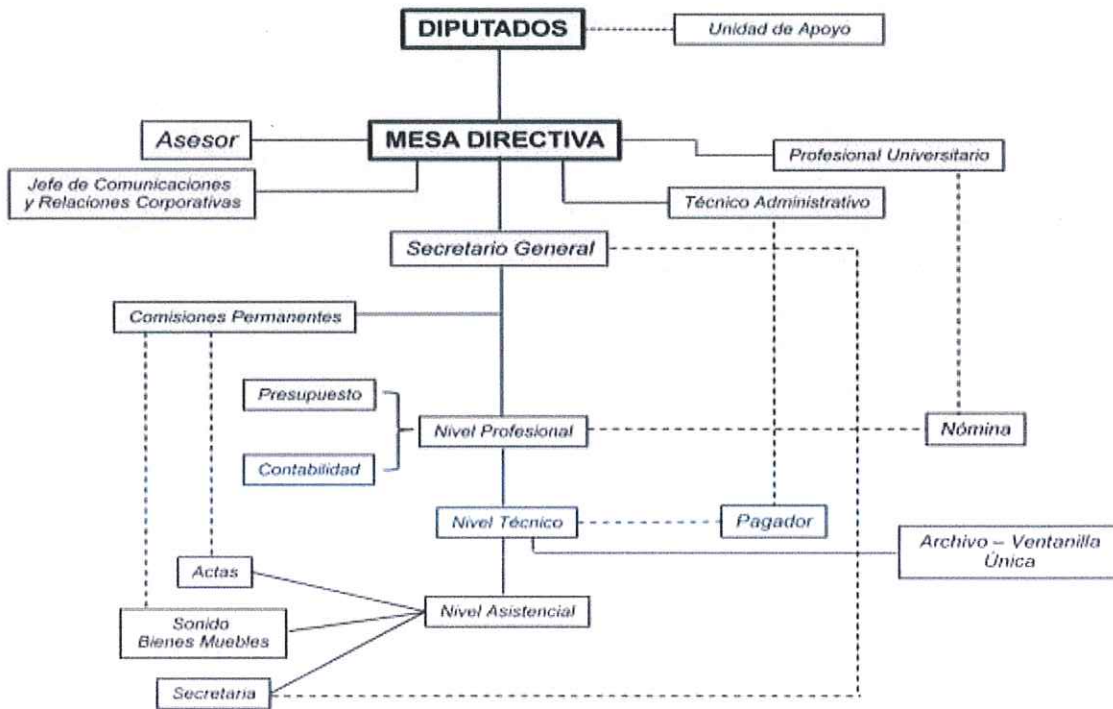 DIPUTADOS
Unidad de Apoyo
Asesor
MESA DIRECTIVA
Profesional Universitario
Jefe de Comunicaciones
y Relaciones Corporativas
Técnico Administrativo
Secretario General
Comisiones Permanentes
Presupuesto
Nivel Profesional
Nómina
Contabilidad
Nivel Técnico
Pagador
Archivo – Ventanilla
Única
Actas
Nivel Asistencial
Sonido
Bienes Muebles
Secretaria